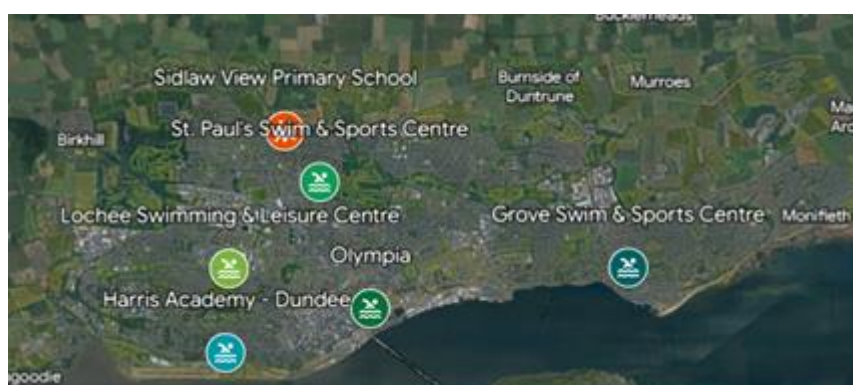 Sidlaw View Primary School
Burnside of
Duntrune
Murroes
Birkhill
St. Paul's Swim & Sports Centre
Lochee Swimming & Leisure Centre
Grove Swim & Sports Centre
Monifieth
Olympia
Harris Academy - Dundee